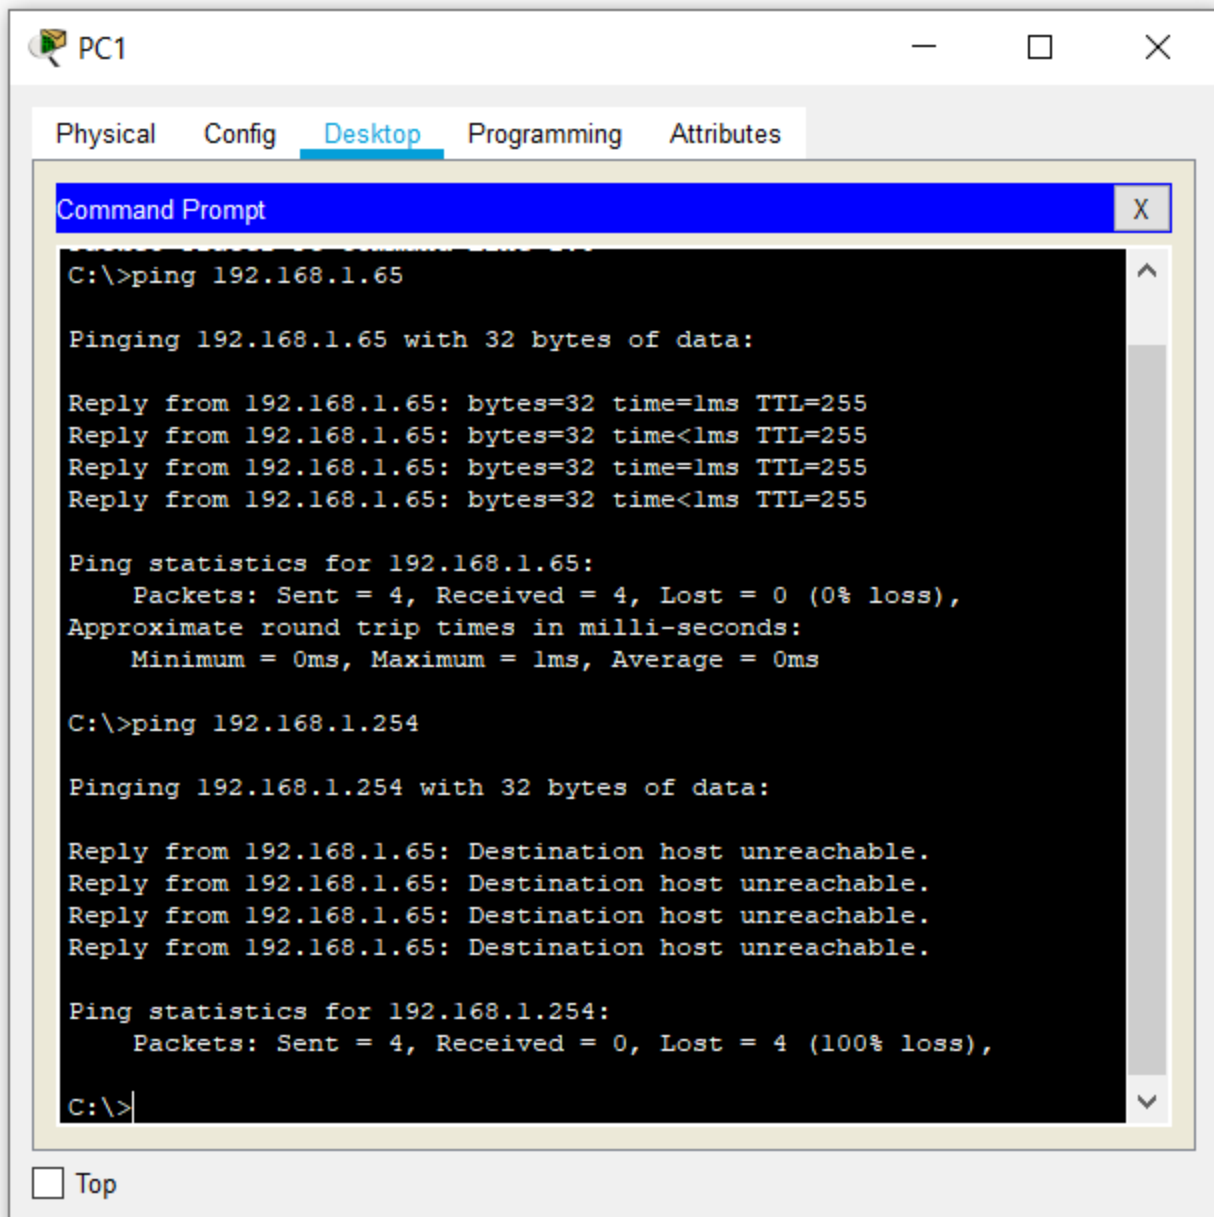 PC1
Physical Config Desktop Programming Attributes
Command Prompt X
C:\>ping 192.168.1.65
Pinging 192.168.1.65 with 32 bytes of data:
Reply from 192.168.1.65: bytes=32 time=1ms TTL=255
Reply from 192.168.1.65: bytes=32 time<1ms TTL=255
Reply from 192.168.1.65: bytes=32 time=1ms TTL=255
Reply from 192.168.1.65: bytes=32 time<1ms TTL=255
Ping statistics for 192.168.1.65:
Packets: Sent = 4, Received = 4, Lost = 0 (0% loss),
Approximate round trip times in milli-seconds:
Minimum = 0ms, Maximum = 1ms, Average = 0ms
C:\>ping 192.168.1.254
Pinging 192.168.1.254 with 32 bytes of data:
Reply from 192.168.1.65: Destination host unreachable.
Reply from 192.168.1.65: Destination host unreachable.
Reply from 192.168.1.65: Destination host unreachable.
Reply from 192.168.1.65: Destination host unreachable.
Ping statistics for 192.168.1.254:
Packets: Sent = 4, Received = 0, Lost = 4 (100% loss),
C:\>
Top